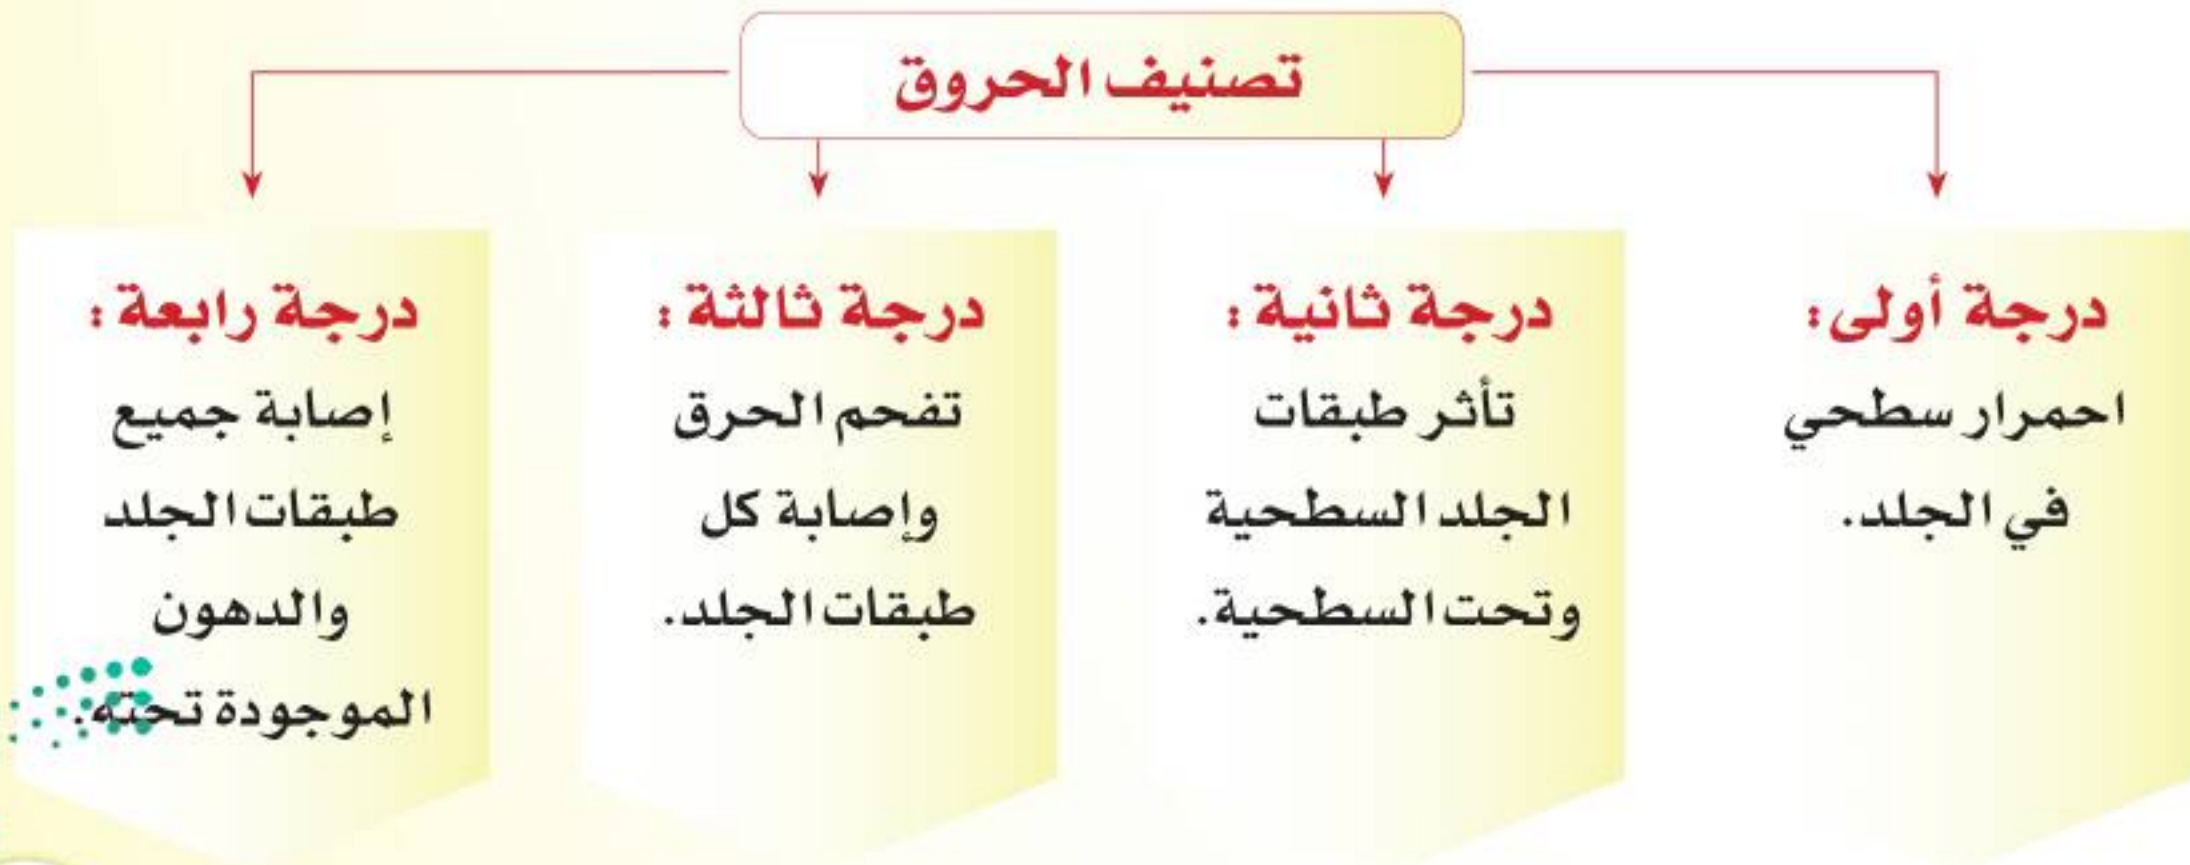 تصنيف الحروق
درجة أولى:
احمرار سطحي
في الجلد.
درجة ثانية:
تأثر طبقات
الجلد السطحية
وتحت السطحية.
درجة ثالثة:
تفحم الحرق
وإصابة كل
طبقات الجلد.
درجة رابعة:
إصابة جميع
طبقات الجلد
والدهون
الموجودة تحته.